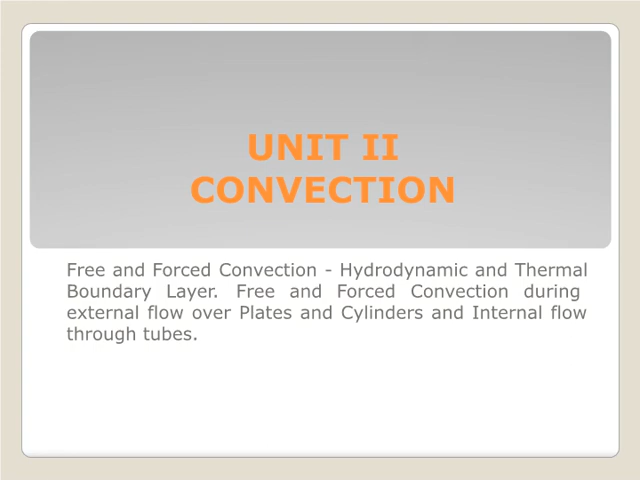 UNIT II
CONVECTION
Free and Forced Convection - Hydrodynamic and Thermal
Boundary Layer. Free and Forced Convection during
external flow over Plates and Cylinders and Internal flow
through tubes.